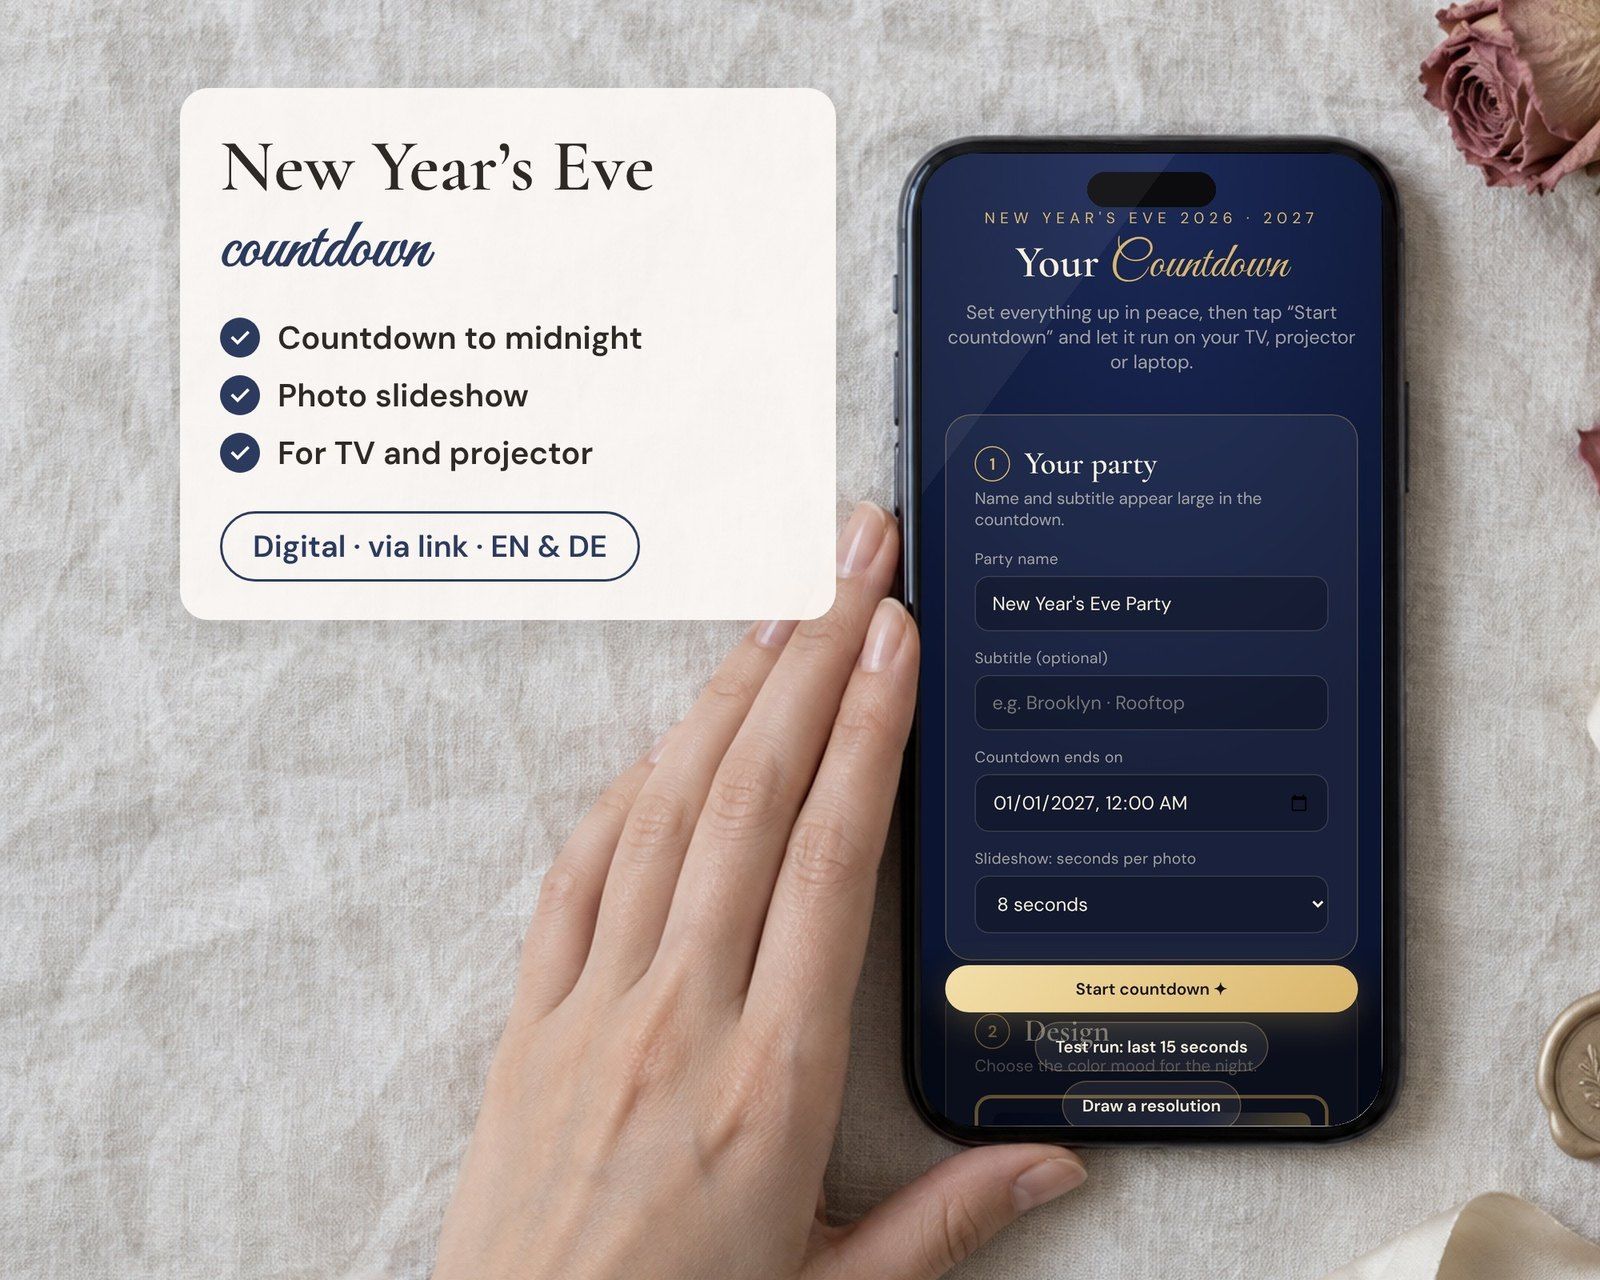 New Year’s Eve
countdown
Countdown to midnight
Photo slideshow
For TV and projector
Digital · via link · EN & DE
NEW YEAR'S EVE 2026 · 2027
Your Countdown
Set everything up in peace, then tap “Start
countdown” and let it run on your TV, projector
or laptop.
1 Your party
Name and subtitle appear large in the
countdown.
Party name
New Year's Eve Party
Subtitle (optional)
e.g. Brooklyn · Rooftop
Countdown ends on
01/01/2027, 12:00 AM
Slideshow: seconds per photo
8 seconds
Start countdown ✦
2 Design
Test run: last 15 seconds
Choose the color mood for the night.
Draw a resolution